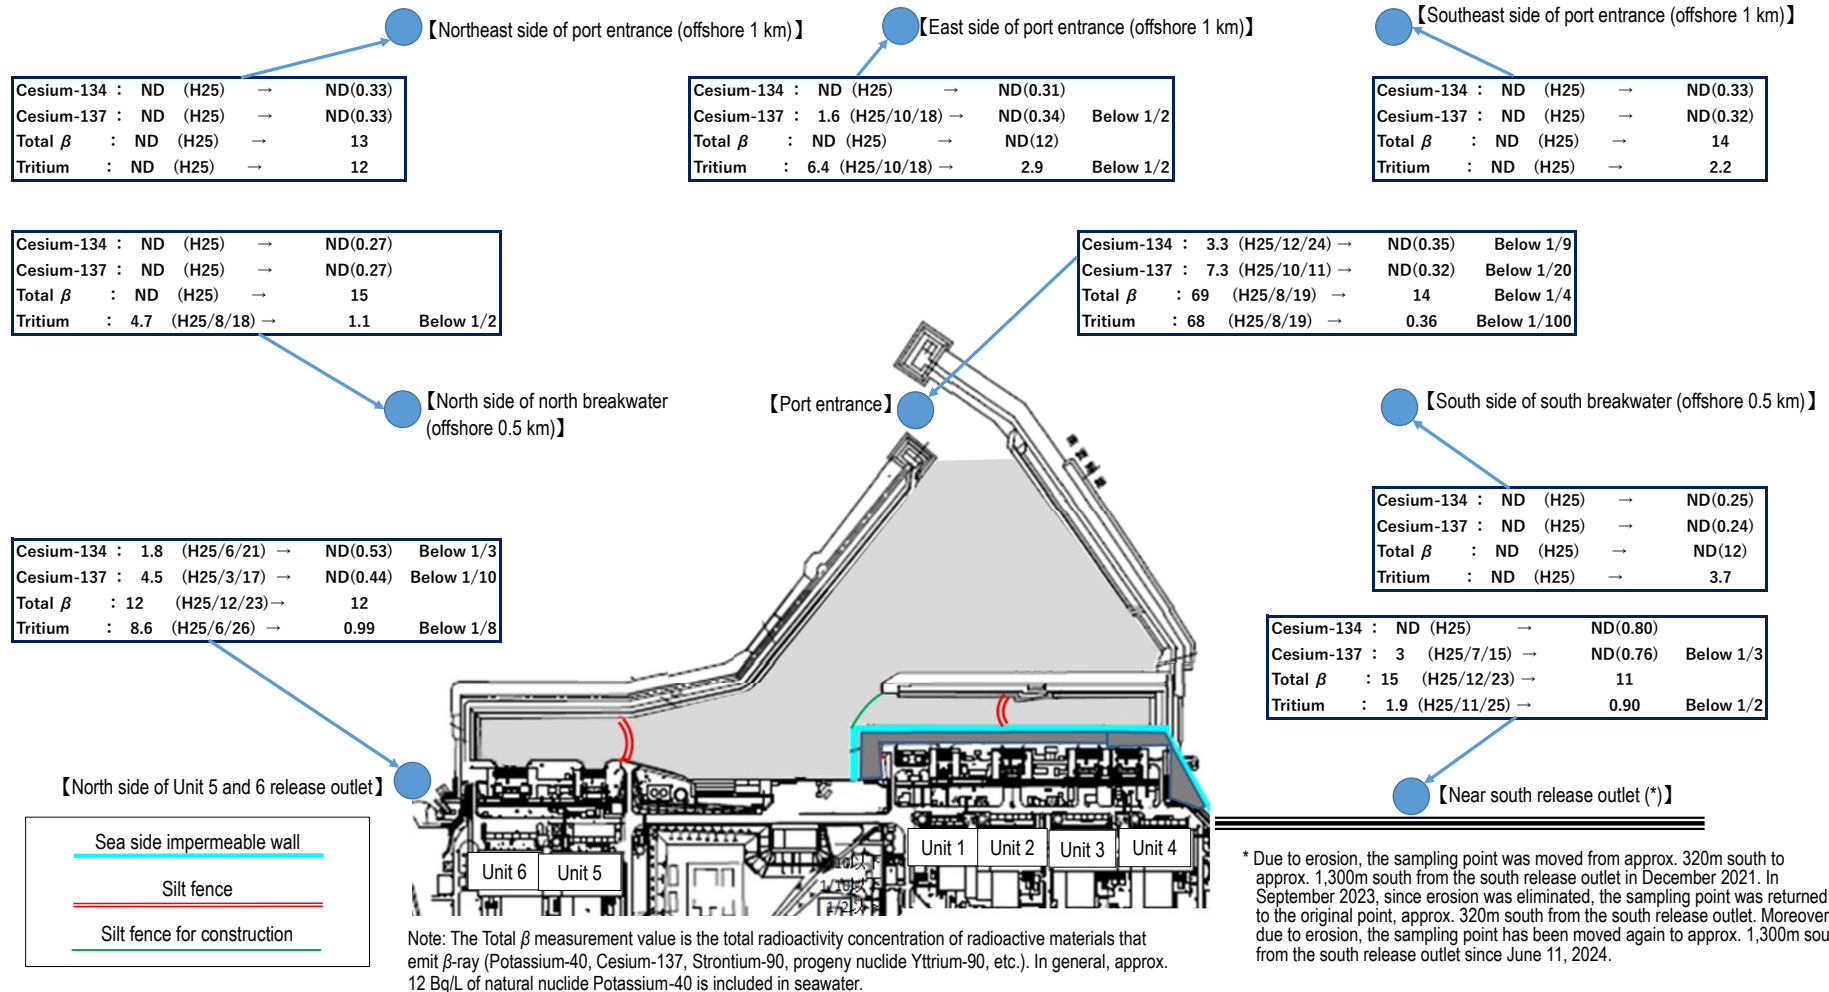 【Northeast side of port entrance (offshore 1 km)】
Cesium-134 : ND (H25) → ND(0.33)
Cesium-137 : ND (H25) → ND(0.33)
Total β : ND (H25) → 13
Tritium : ND (H25) → 12
【East side of port entrance (offshore 1 km)】
Cesium-134 : ND (H25) → ND(0.31)
Cesium-137 : 1.6 (H25/10/18) → ND(0.34) Below 1/2
Total β : ND (H25) → ND(12)
Tritium : 6.4 (H25/10/18) → 2.9 Below 1/2
【Southeast side of port entrance (offshore 1 km)】
Cesium-134 : ND (H25) → ND(0.33)
Cesium-137 : ND (H25) → ND(0.32)
Total β : ND (H25) → 14
Tritium : ND (H25) → 2.2
Cesium-134 : ND (H25) → ND(0.27)
Cesium-137 : ND (H25) → ND(0.27)
Total β : ND (H25) → 15
Tritium : 4.7 (H25/8/18) → 1.1 Below 1/2
【North side of north breakwater
(offshore 0.5 km)】
Cesium-134 : 3.3 (H25/12/24) → ND(0.35) Below 1/9
Cesium-137 : 7.3 (H25/10/11) → ND(0.32) Below 1/20
Total β : 69 (H25/8/19) → 14 Below 1/4
Tritium : 68 (H25/8/19) → 0.36 Below 1/100
【Port entrance】
【South side of south breakwater (offshore 0.5 km)】
Cesium-134 : ND (H25) → ND(0.25)
Cesium-137 : ND (H25) → ND(0.24)
Total β : ND (H25) → ND(12)
Tritium : ND (H25) → 3.7
Cesium-134 : 1.8 (H25/6/21) → ND(0.53) Below 1/3
Cesium-137 : 4.5 (H25/3/17) → ND(0.44) Below 1/10
Total β : 12 (H25/12/23)→ 12
Tritium : 8.6 (H25/6/26) → 0.99 Below 1/8
【North side of Unit 5 and 6 release outlet】
Cesium-134 : ND (H25) → ND(0.80)
Cesium-137 : 3 (H25/7/15) → ND(0.76) Below 1/3
Total β : 15 (H25/12/23) → 11
Tritium : 1.9 (H25/11/25) → 0.90 Below 1/2
【Near south release outlet (*)】
Sea side impermeable wall
Silt fence
Silt fence for construction
Unit 6
Unit 5
Unit 1
Unit 2
Unit 3
Unit 4
* Due to erosion, the sampling point was moved from approx. 320m south to
approx. 1,300m south from the south release outlet in December 2021. In
September 2023, since erosion was eliminated, the sampling point was returned
to the original point, approx. 320m south from the south release outlet. Moreover
due to erosion, the sampling point has been moved again to approx. 1,300m sou
from the south release outlet since June 11, 2024.
Note: The Total β measurement value is the total radioactivity concentration of radioactive materials that
emit β-ray (Potassium-40, Cesium-137, Strontium-90, progeny nuclide Yttrium-90, etc.). In general, approx.
12 Bq/L of natural nuclide Potassium-40 is included in seawater.